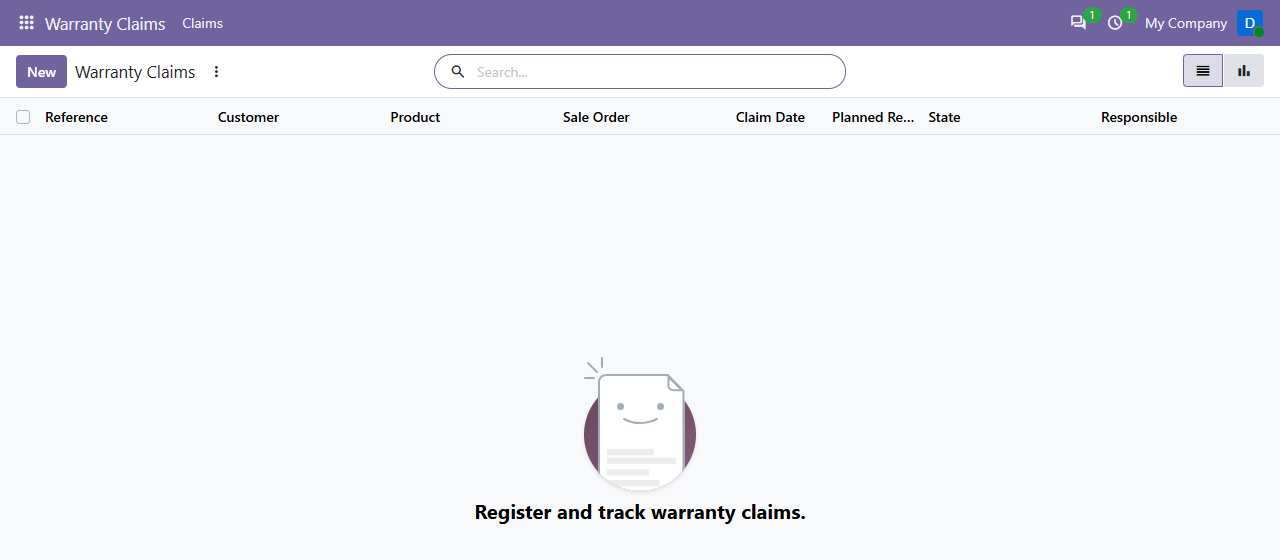 Warranty Claims Claims 1 1 My Company D
New Warranty Claims Search...
Reference Customer Product Sale Order Claim Date Planned Re... State Responsible
Register and track warranty claims.